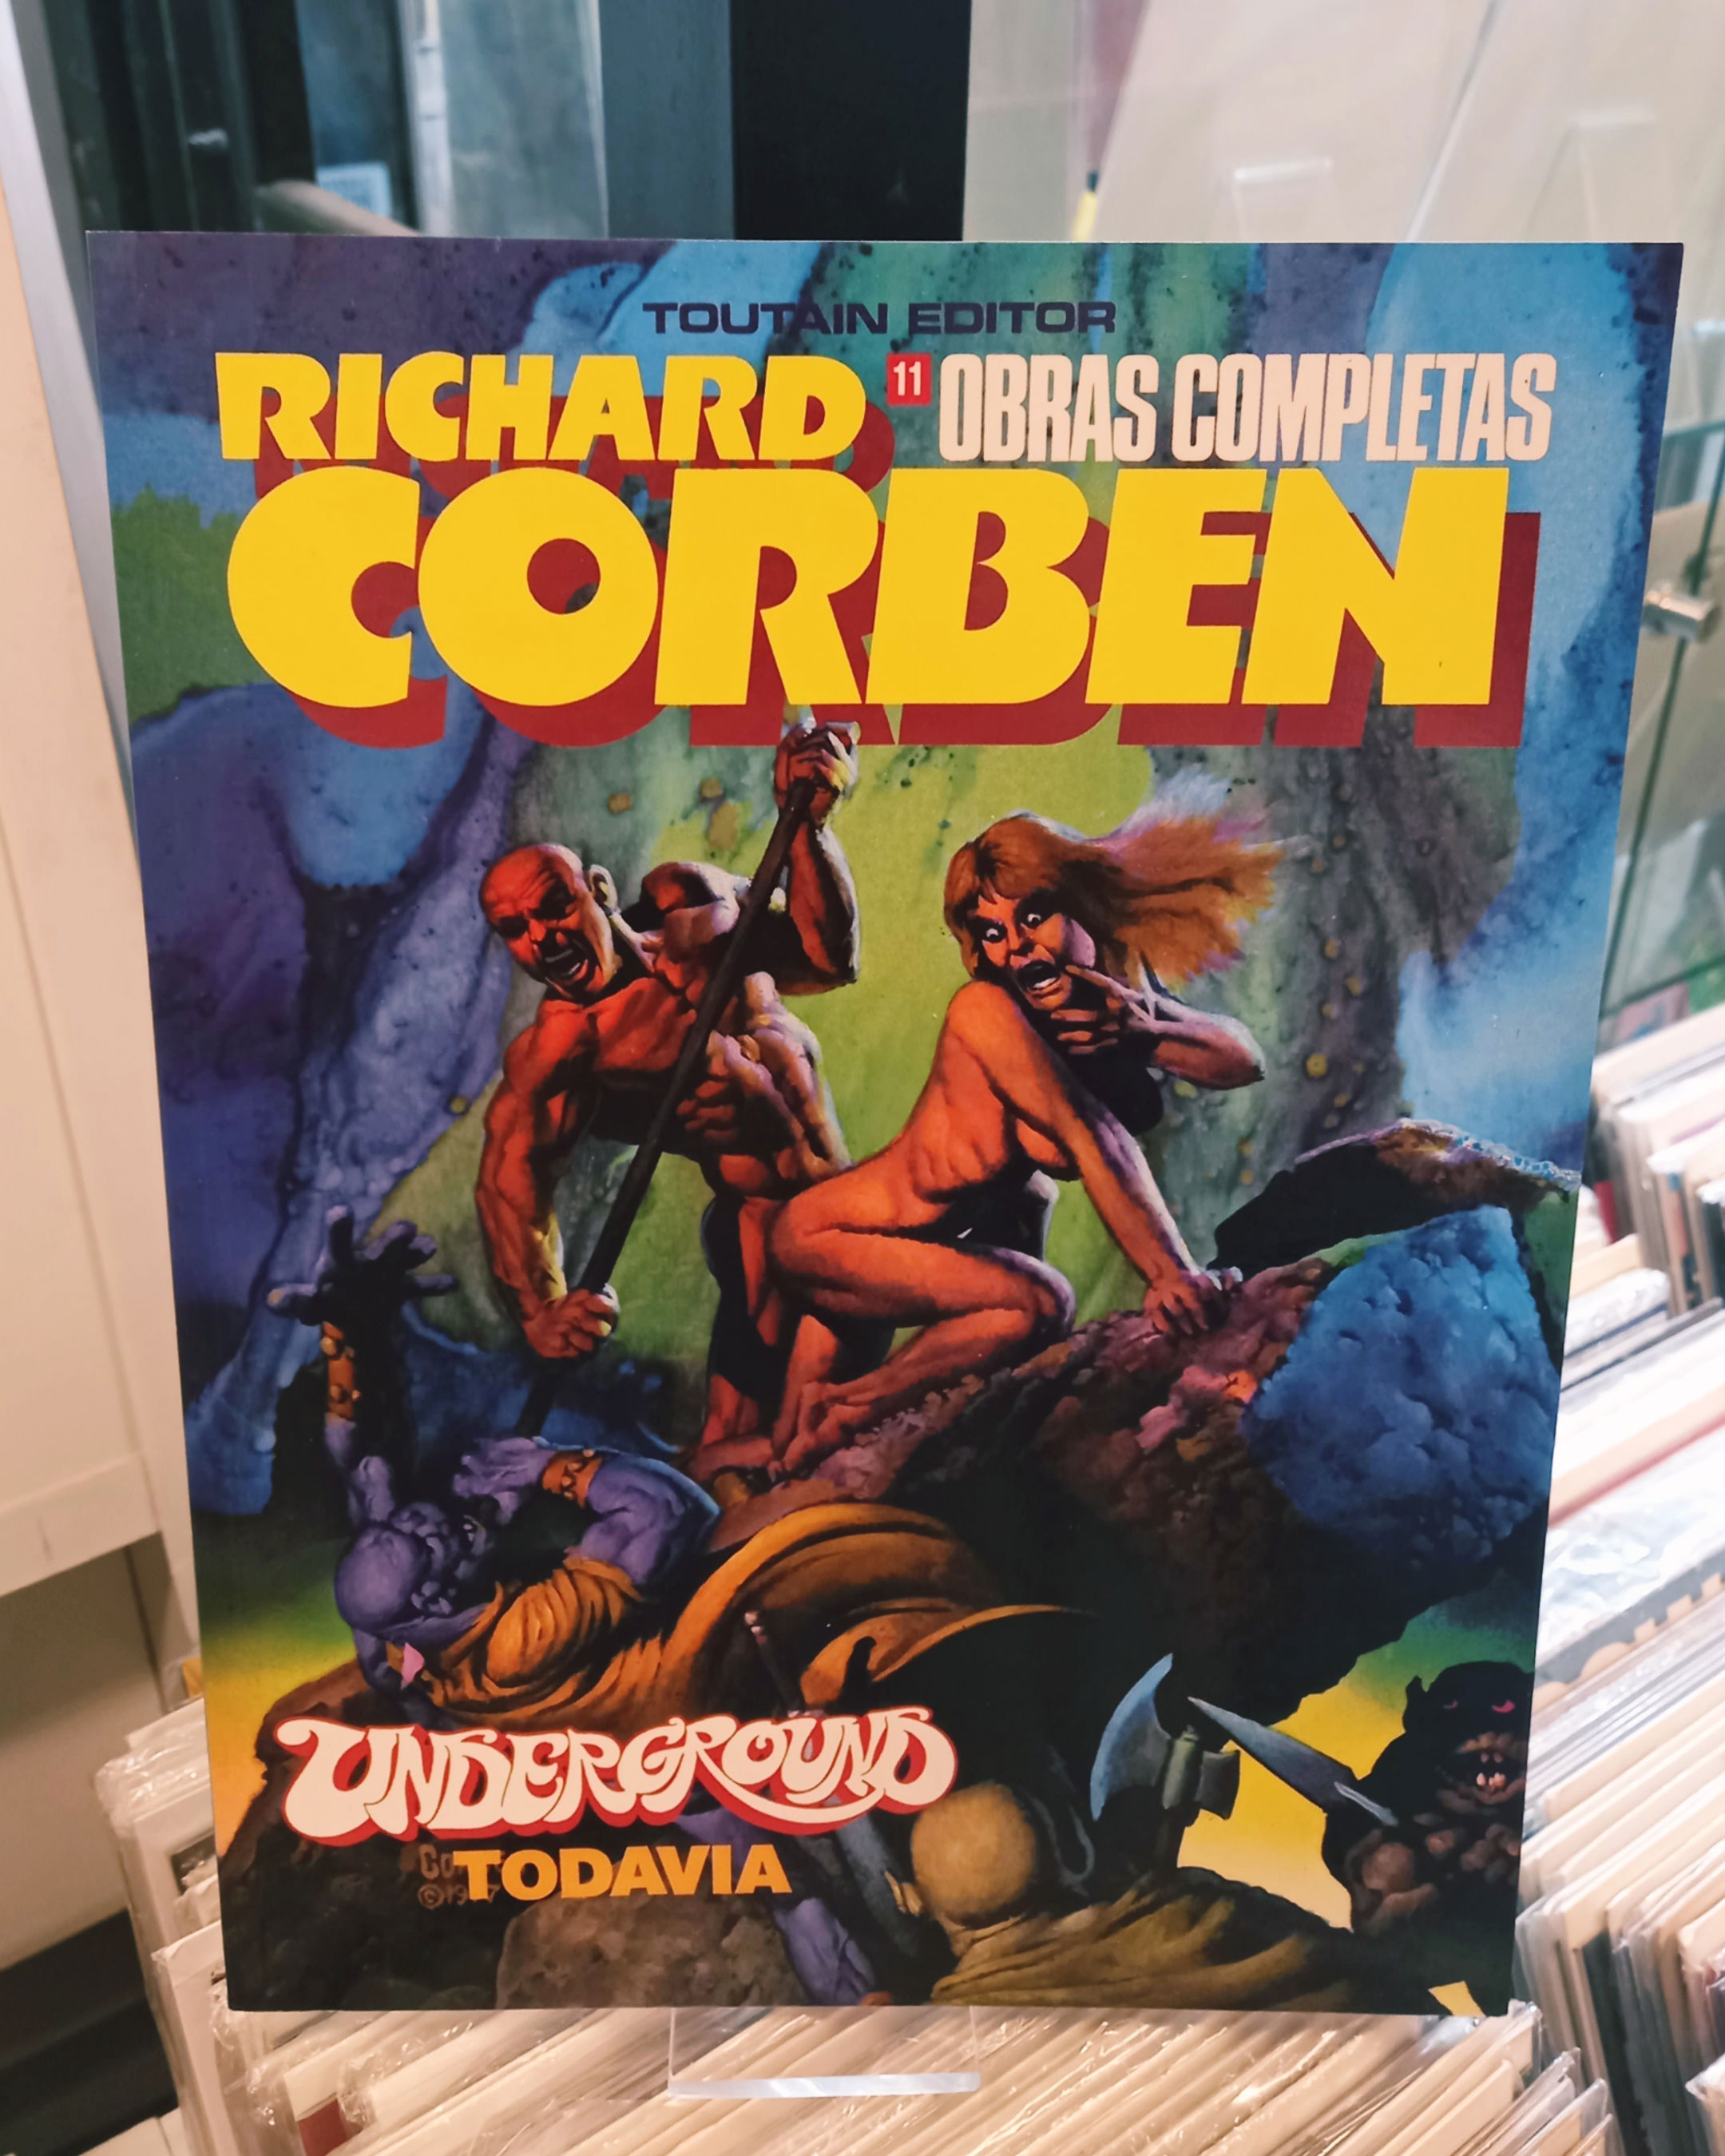 TOUTAIN EDITOR
RICHARD 11 OBRAS COMPLETAS
CORBEN
UNDERGROUND
TODAVIA